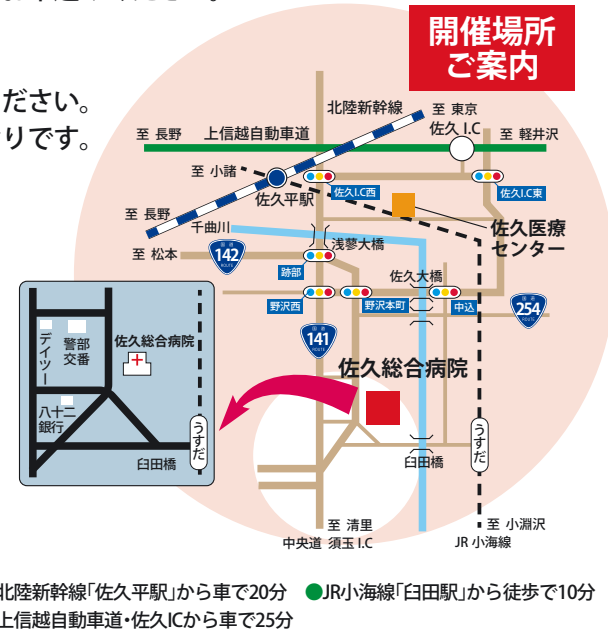 開催場所
ご案内
ださい。
りです。
北陸新幹線
至 東京
佐久 I.C
至 長野
上信越自動車道
至 軽井沢
至 小諸
佐久I.C西
佐久I.C東
佐久平駅
至 長野
千曲川
佐久医療
センター
浅蓼大橋
至 松本
国道
142
ROUTE
跡部
佐久大橋
野沢西
野沢本町
中込
国道
254
ROUTE
国道
141
ROUTE
佐久総合病院
デイツー
警部
交番
佐久総合病院
八十二
銀行
うすだ
臼田橋
うすだ
臼田橋
至 清里
中央道 須玉 I.C
至 小淵沢
JR 小海線
北陸新幹線「佐久平駅」から車で20分 ●JR小海線「臼田駅」から徒歩で10分
上信越自動車道・佐久ICから車で25分